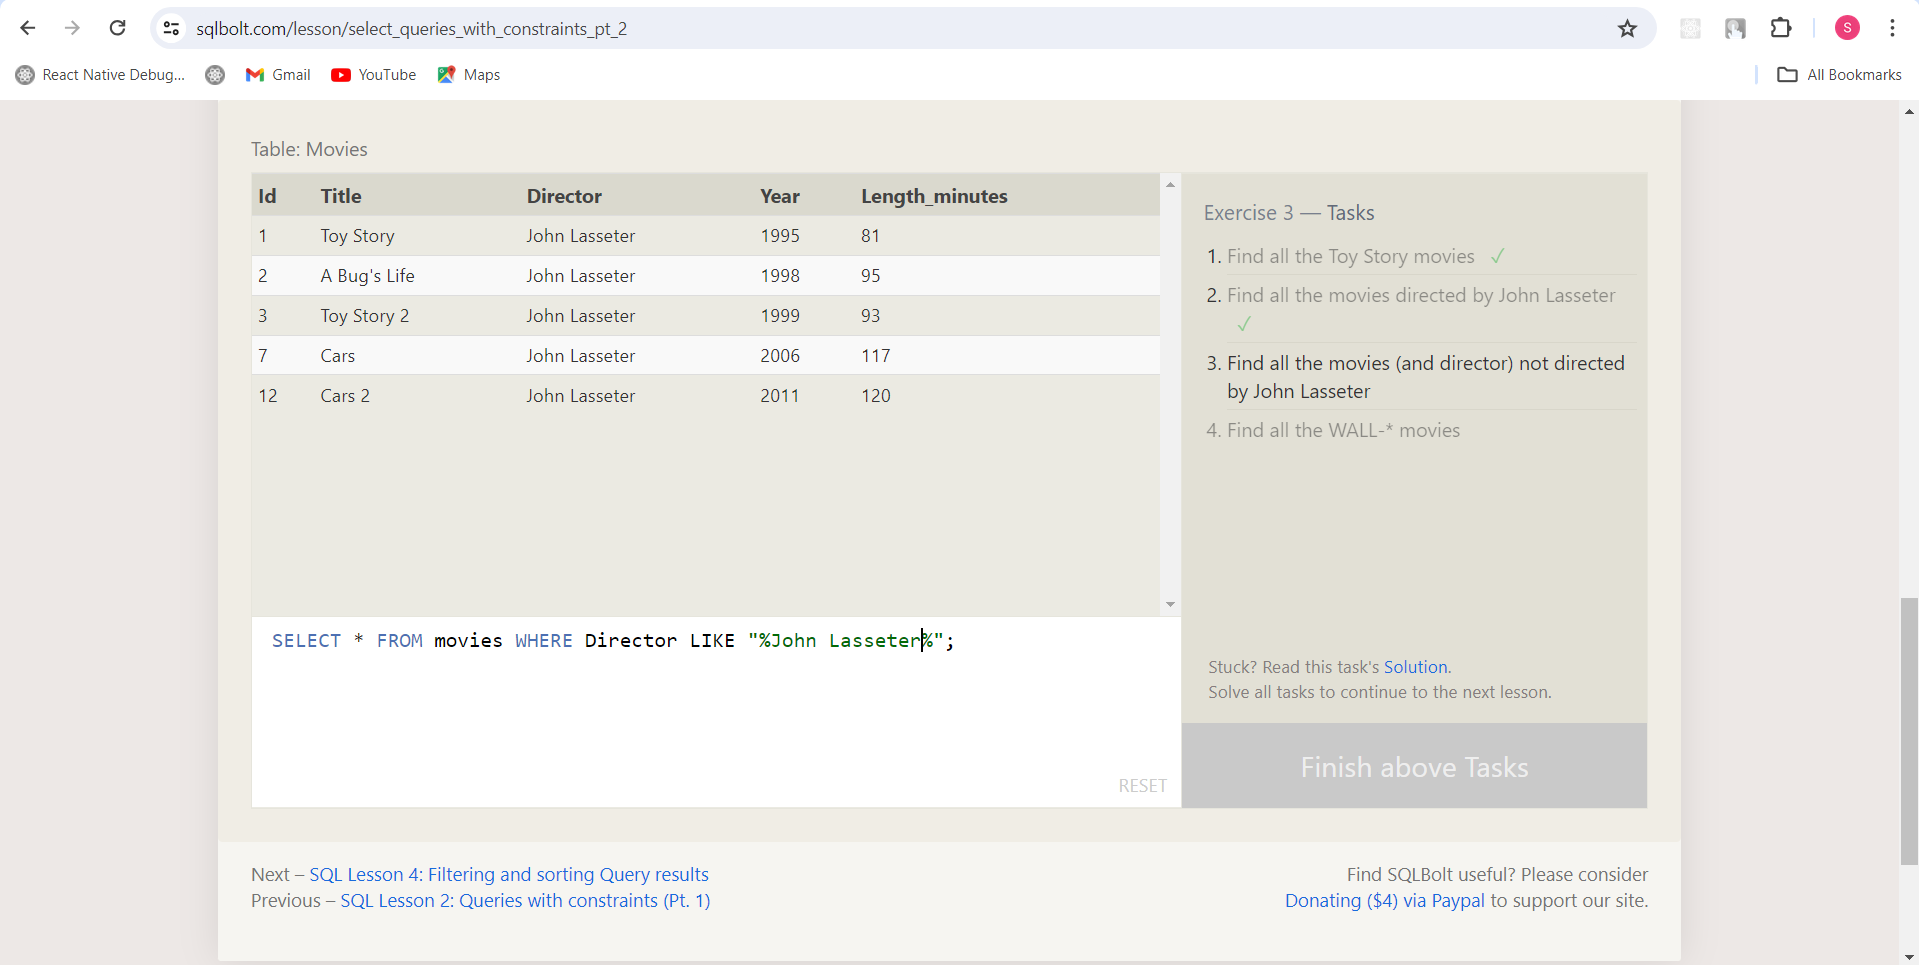 sqlbolt.com/lesson/select_queries_with_constraints_pt_2
S
React Native Debug... Gmail YouTube Maps All Bookmarks
Table: Movies
Id Title Director Year Length_minutes
1 Toy Story John Lasseter 1995 81
2 A Bug's Life John Lasseter 1998 95
3 Toy Story 2 John Lasseter 1999 93
7 Cars John Lasseter 2006 117
12 Cars 2 John Lasseter 2011 120
SELECT * FROM movies WHERE Director LIKE "%John Lasseter%";
RESET
Exercise 3 — Tasks
1. Find all the Toy Story movies ✓
2. Find all the movies directed by John Lasseter
✓
3. Find all the movies (and director) not directed
by John Lasseter
4. Find all the WALL-* movies
Stuck? Read this task's Solution.
Solve all tasks to continue to the next lesson.
Finish above Tasks
Next – SQL Lesson 4: Filtering and sorting Query results
Previous – SQL Lesson 2: Queries with constraints (Pt. 1)
Find SQLBolt useful? Please consider
Donating ($4) via Paypal to support our site.